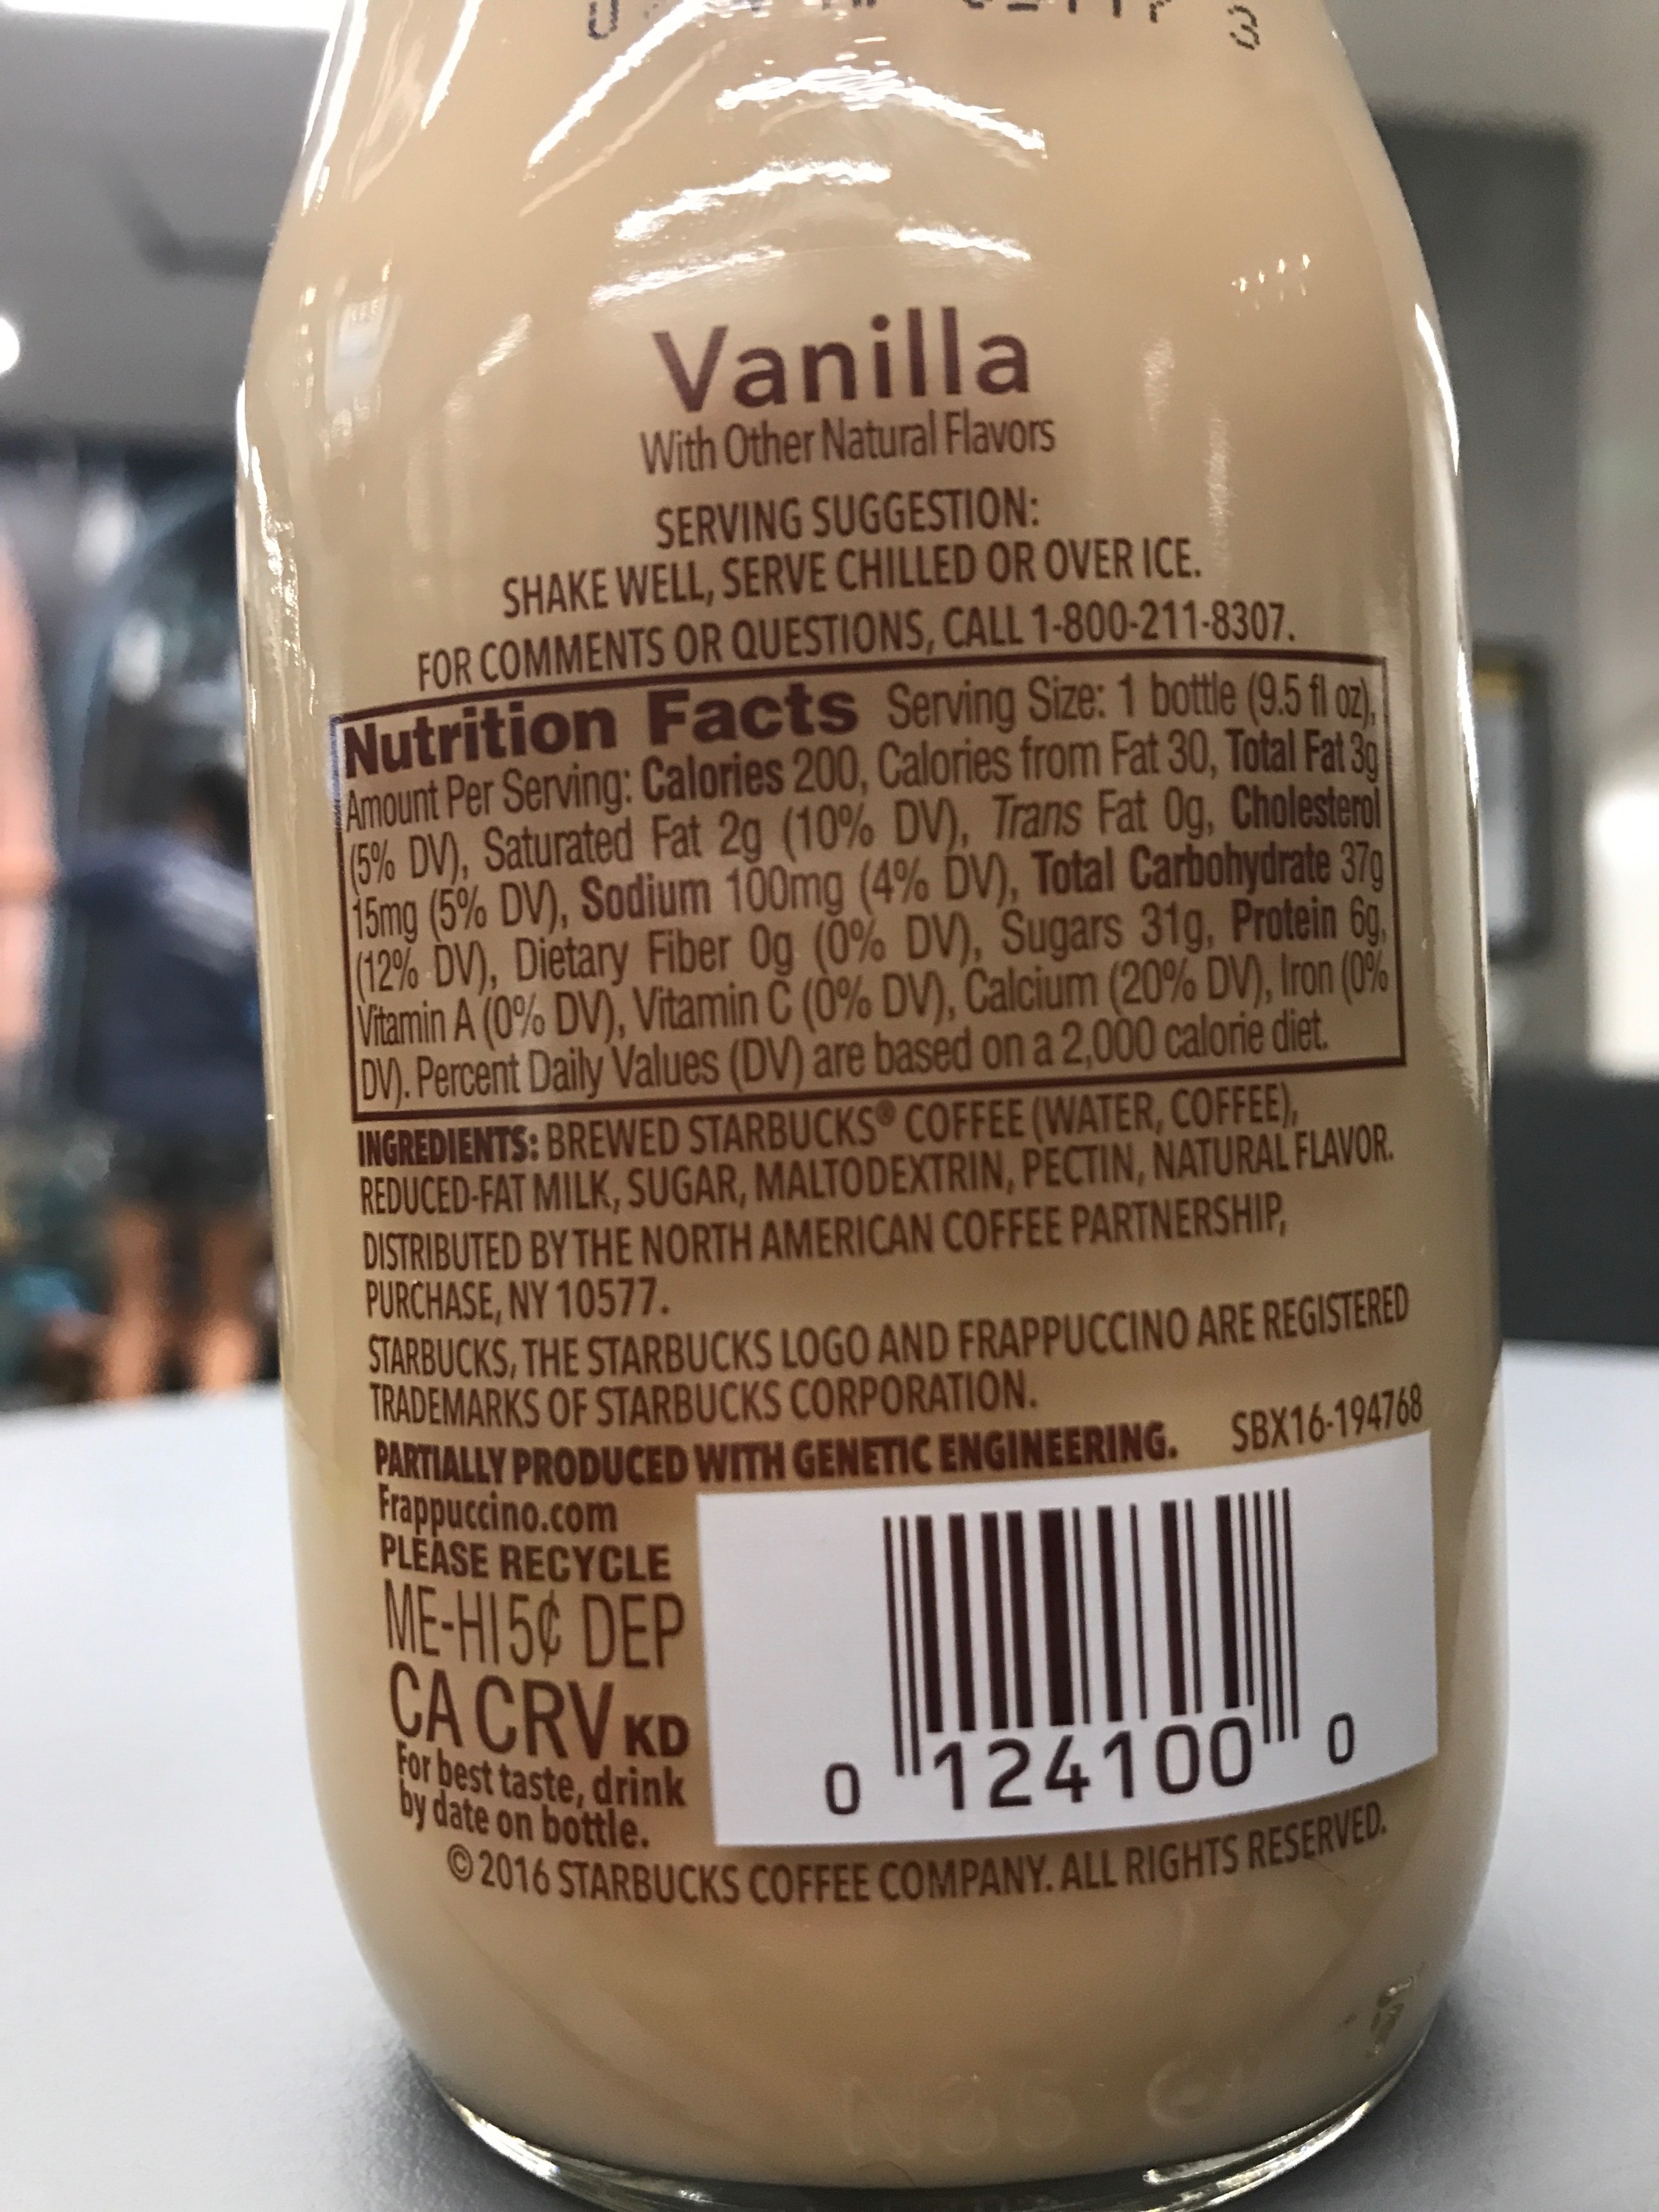 Vanilla
With Other Natural Flavors
SERVING SUGGESTION:
SHAKE WELL, SERVE CHILLED OR OVER ICE.
FOR COMMENTS OR QUESTIONS, CALL 1-800-211-8307.
Nutrition Facts Serving Size: 1 bottle (9.5 fl oz),
Amount Per Serving: Calories 200, Calories from Fat 30, Total Fat 3g
(5% DV), Saturated Fat 2g (10% DV), Trans Fat 0g, Cholesterol
15mg (5% DV), Sodium 100mg (4% DV), Total Carbohydrate 37g
(12% DV), Dietary Fiber 0g (0% DV), Sugars 31g, Protein 6g,
Vitamin A (0% DV), Vitamin C (0% DV), Calcium (20% DV), Iron (0%
DV). Percent Daily Values (DV) are based on a 2,000 calorie diet.
INGREDIENTS: BREWED STARBUCKS® COFFEE (WATER, COFFEE),
REDUCED-FAT MILK, SUGAR, MALTODEXTRIN, PECTIN, NATURAL FLAVOR.
DISTRIBUTED BY THE NORTH AMERICAN COFFEE PARTNERSHIP,
PURCHASE, NY 10577.
STARBUCKS, THE STARBUCKS LOGO AND FRAPPUCCINO ARE REGISTERED
TRADEMARKS OF STARBUCKS CORPORATION.
PARTIALLY PRODUCED WITH GENETIC ENGINEERING. SBX16-194768
Frappuccino.com
PLEASE RECYCLE
ME-HI 5¢ DEP
CA CRV KD
For best taste, drink
by date on bottle.
0 124100 0
© 2016 STARBUCKS COFFEE COMPANY. ALL RIGHTS RESERVED.